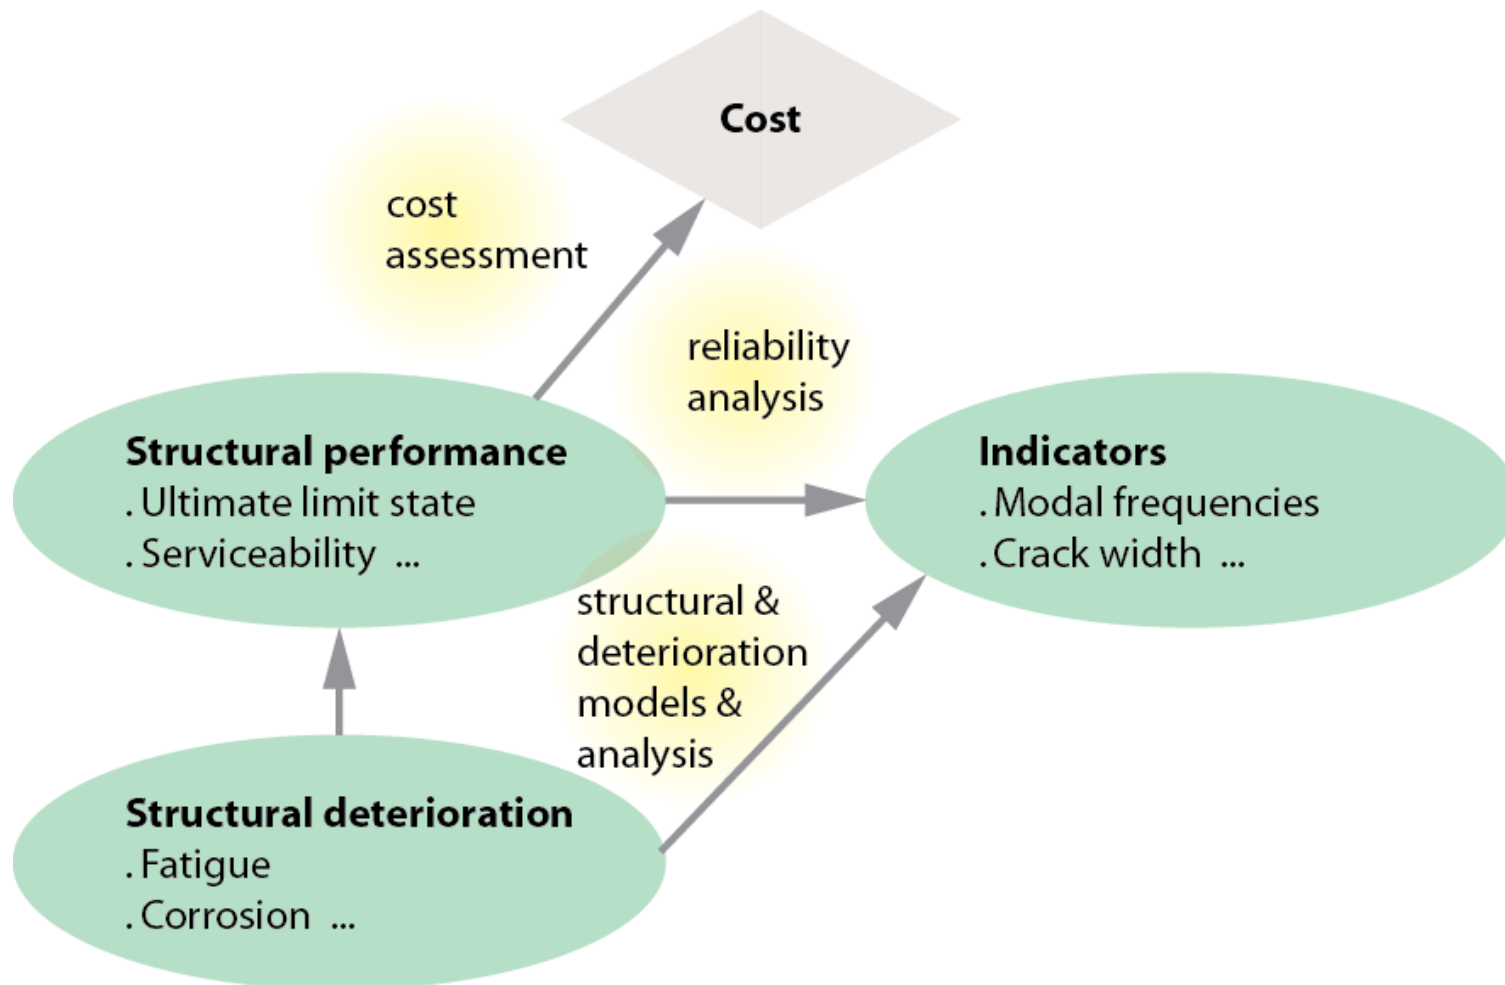 Cost
cost
assessment
reliability
analysis
Structural performance
. Ultimate limit state
. Serviceability ...
Indicators
. Modal frequencies
. Crack width ...
structural &
deterioration
models &
analysis
Structural deterioration
. Fatigue
. Corrosion ...